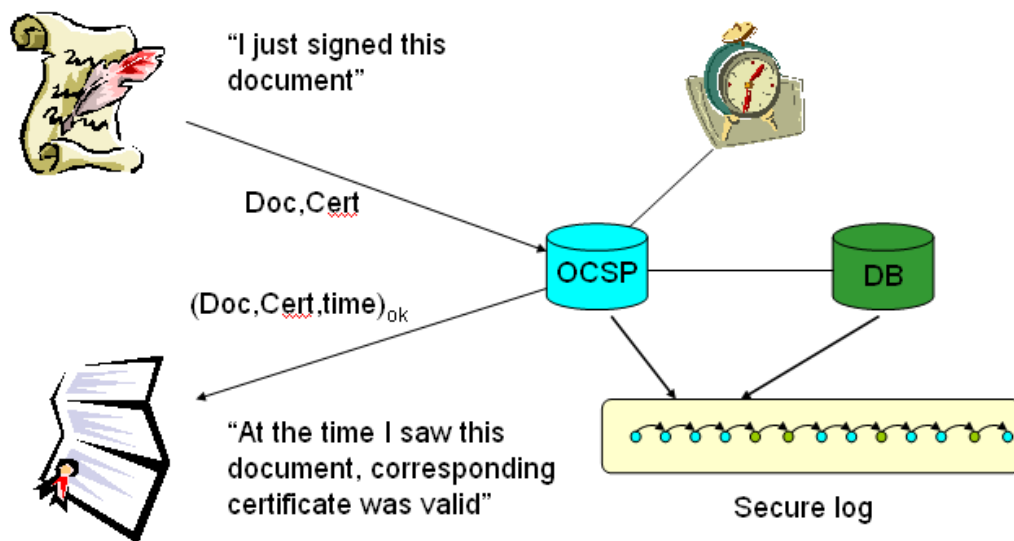 “I just signed this
document”
Doc,Cert
OCSP
DB
(Doc,Cert,time)ok
“At the time I saw this
document, corresponding
certificate was valid”
Secure log